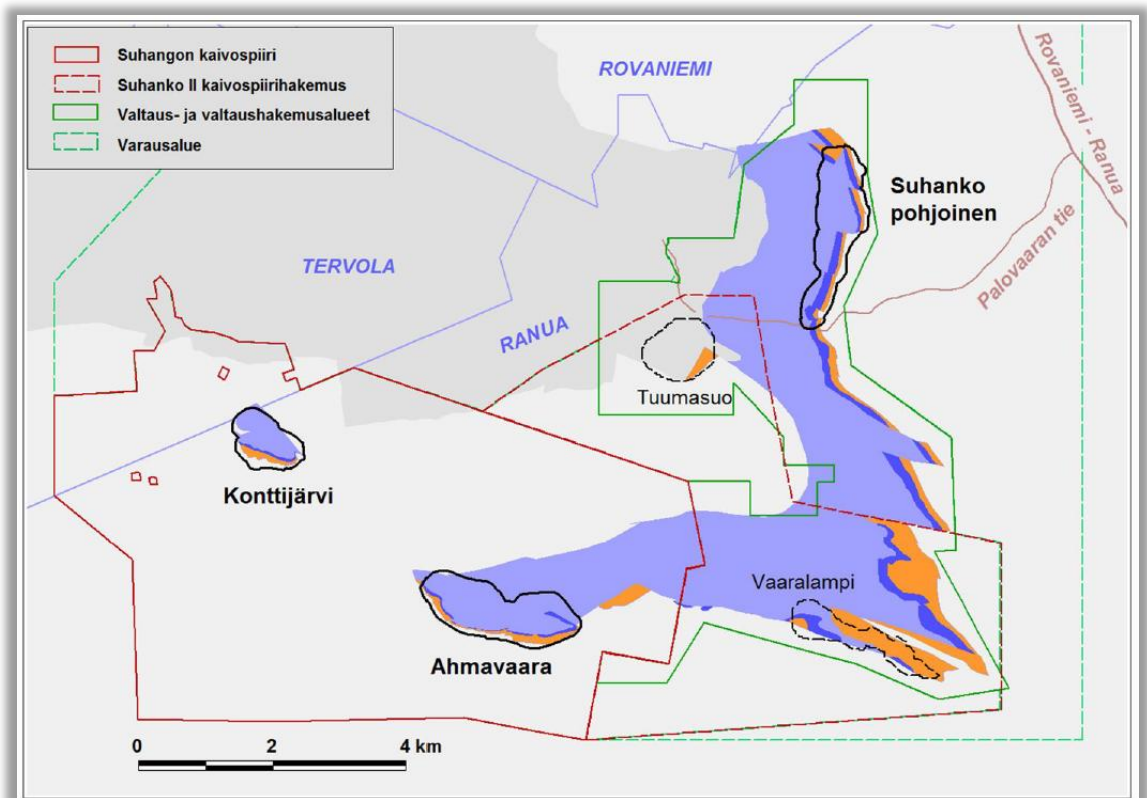 Suhangon kaivospiiri
Suhanko II kaivospiirihakemus
Valtaus- ja valtaushakemusalueet
Varausalue
ROVANIEMI
Rovaniemi - Ranua
Suhanko
pohjoinen
Palovaaran tie
TERVOLA
RANUA
Tuumasuo
Konttijärvi
Vaaralampi
Ahmavaara
0 2 4 km